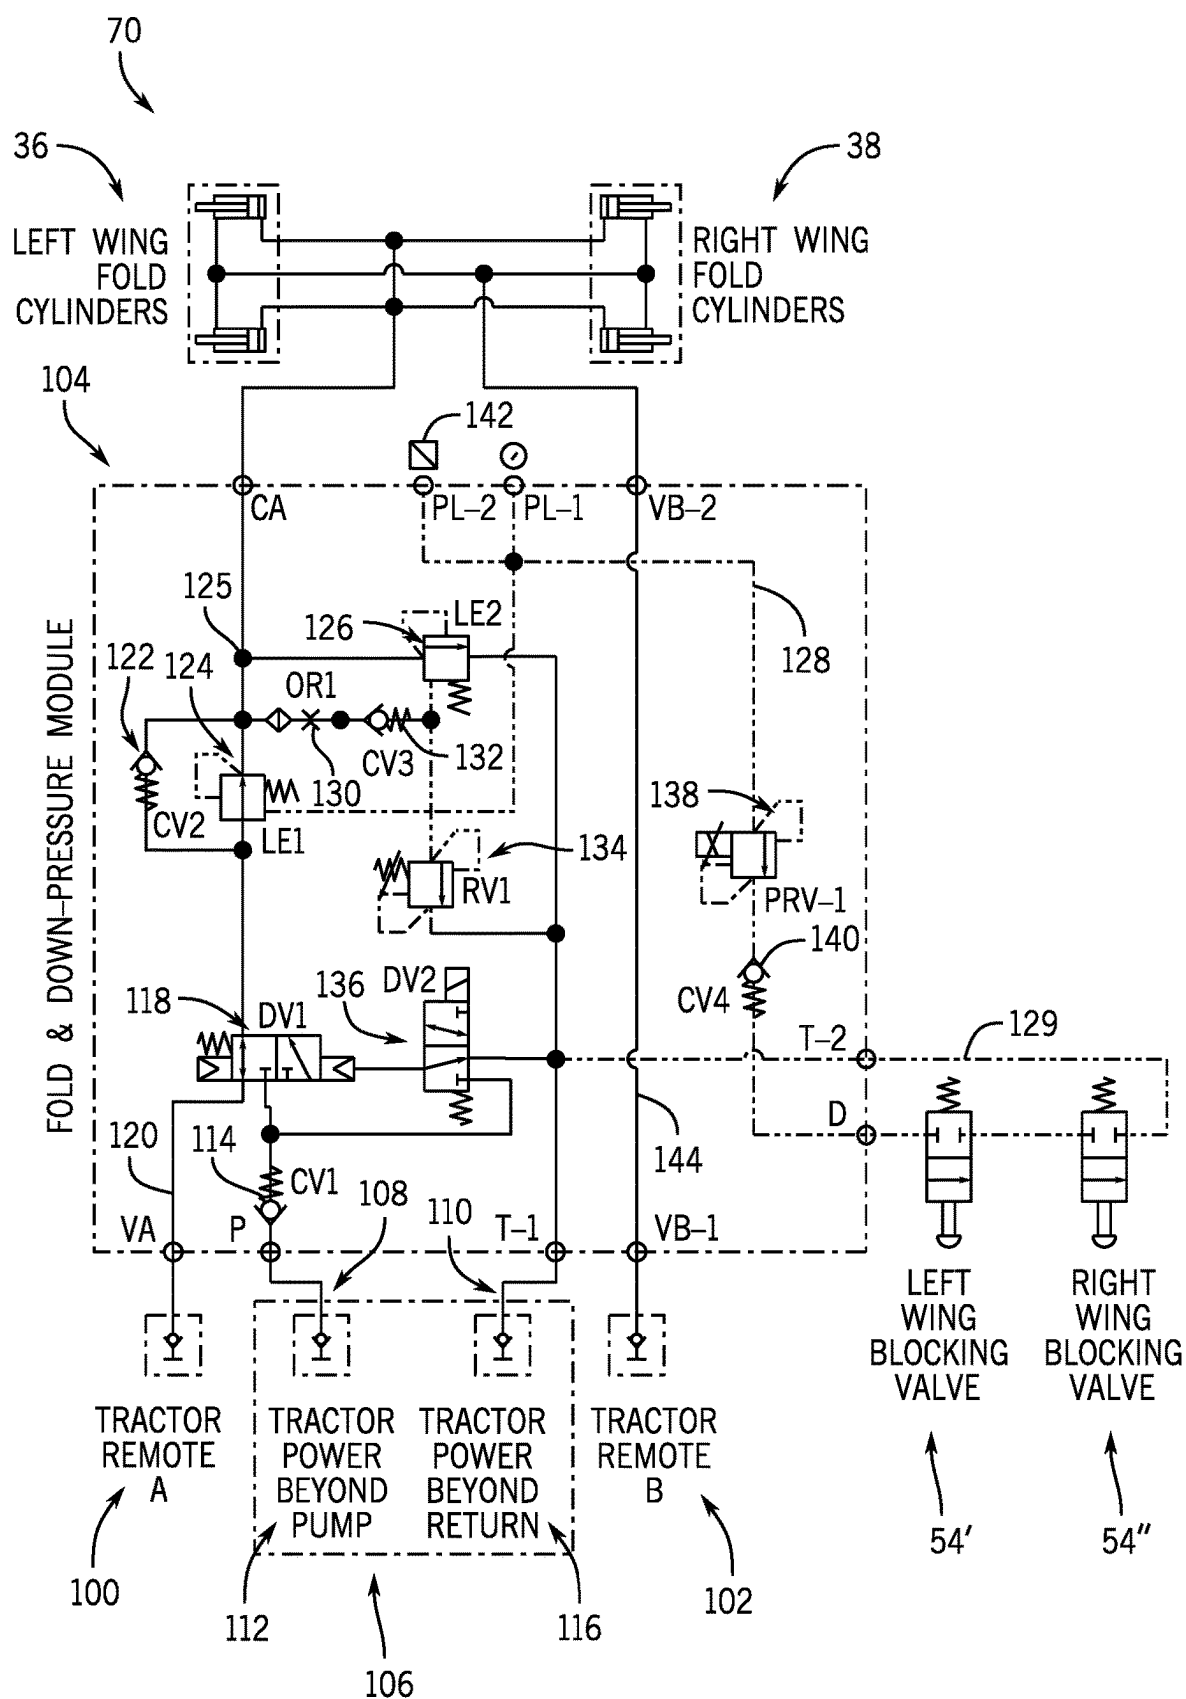 70
36
38
LEFT WING
FOLD
CYLINDERS
RIGHT WING
FOLD
CYLINDERS
104
142
CA
PL–2
PL–1
VB–2
125
126
LE2
122
124
OR1
128
CV3
132
130
CV2
LE1
138
134
RV1
PRV–1
FOLD & DOWN–PRESSURE MODULE
140
118
DV1
136
DV2
CV4
T–2
129
D
120
114
CV1
108
110
144
VA
P
T–1
VB–1
LEFT
WING
BLOCKING
VALVE
RIGHT
WING
BLOCKING
VALVE
TRACTOR
REMOTE
A
TRACTOR
POWER
BEYOND
PUMP
TRACTOR
POWER
BEYOND
RETURN
TRACTOR
REMOTE
B
54′
54″
100
112
106
116
102